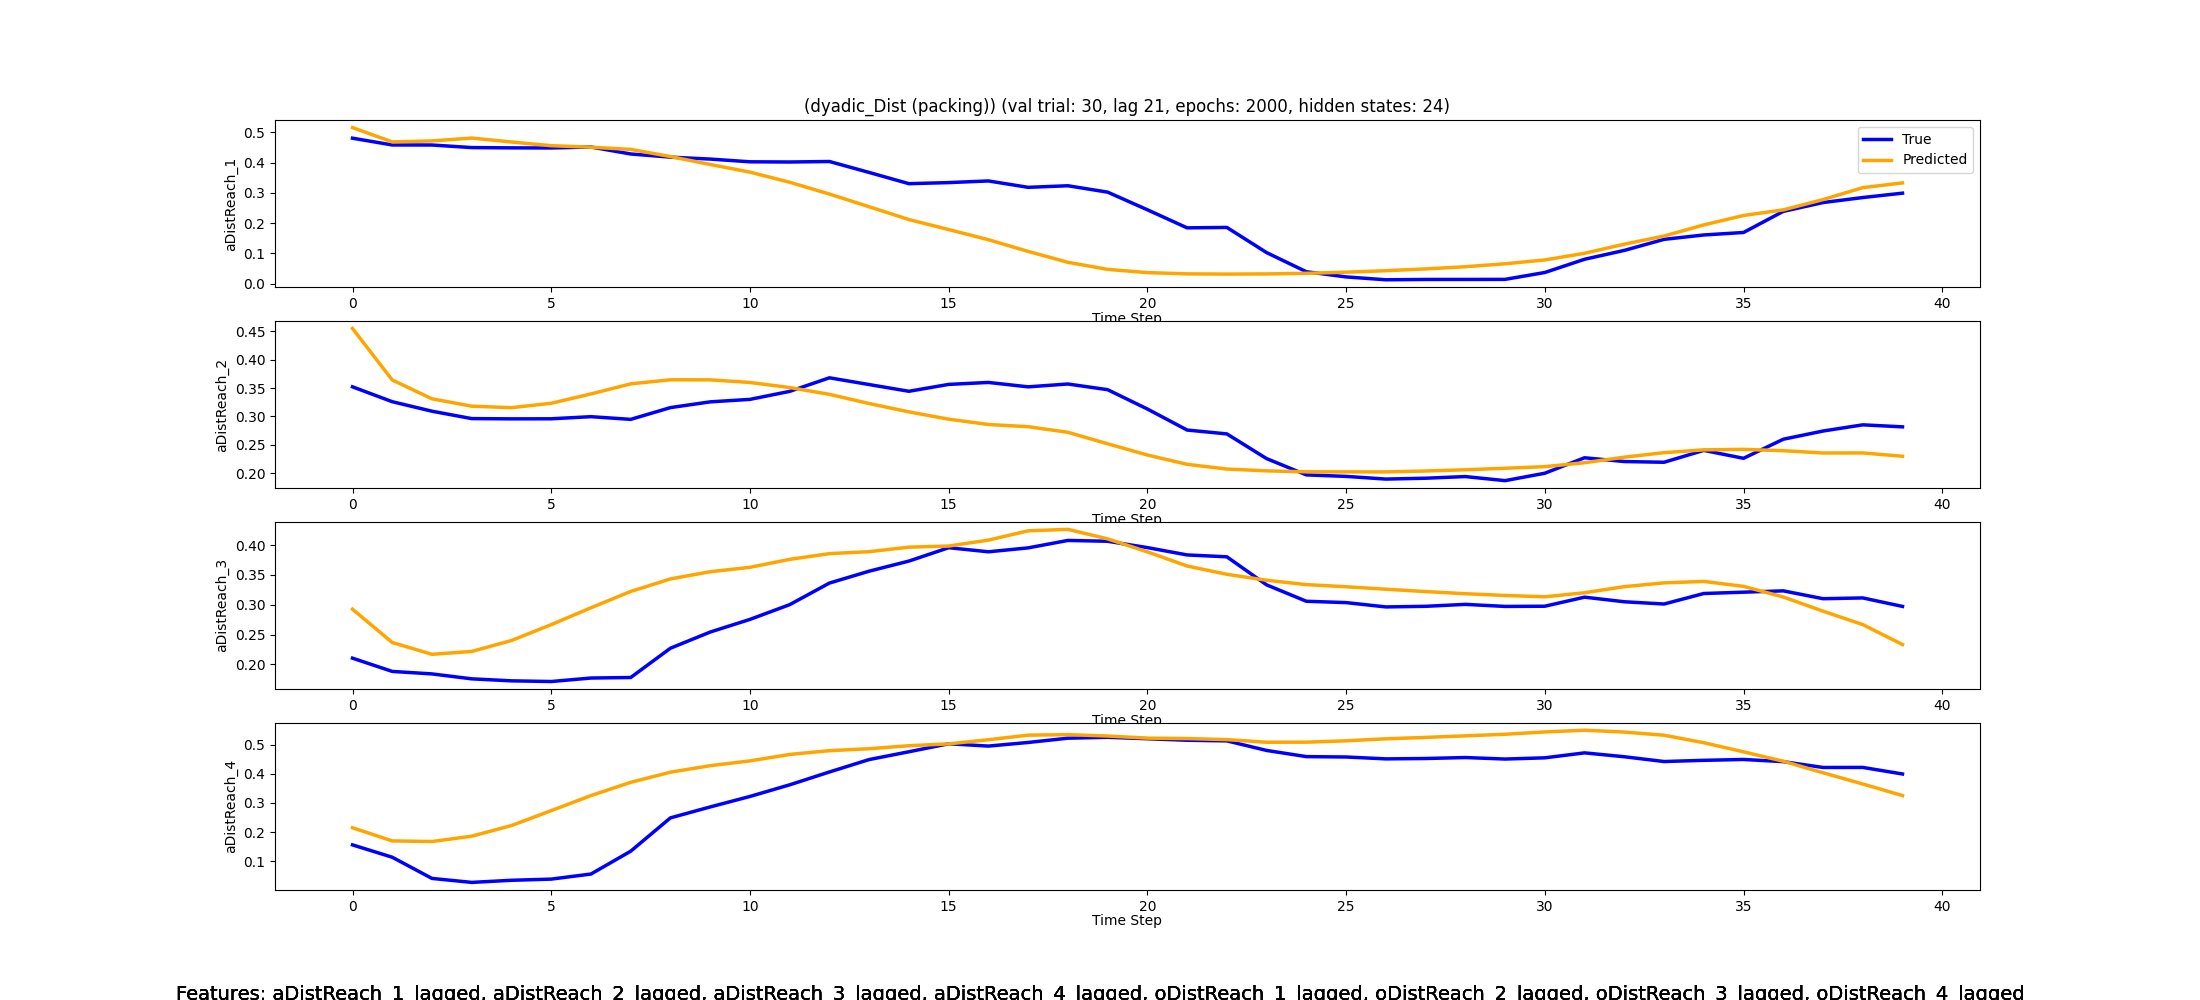 (dyadic_Dist (packing)) (val trial: 30, lag 21, epochs: 2000, hidden states: 24)
True
Predicted
aDistReach_1
0.5
0.4
0.3
0.2
0.1
0.0
0 5 10 15 20 25 30 35 40
Time Step
aDistReach_2
0.45
0.40
0.35
0.30
0.25
0.20
0 5 10 15 20 25 30 35 40
Time Step
aDistReach_3
0.40
0.35
0.30
0.25
0.20
0 5 10 15 20 25 30 35 40
Time Step
aDistReach_4
0.5
0.4
0.3
0.2
0.1
0 5 10 15 20 25 30 35 40
Time Step
Features: aDistReach_1_lagged, aDistReach_2_lagged, aDistReach_3_lagged, aDistReach_4_lagged, oDistReach_1_lagged, oDistReach_2_lagged, oDistReach_3_lagged, oDistReach_4_lagged